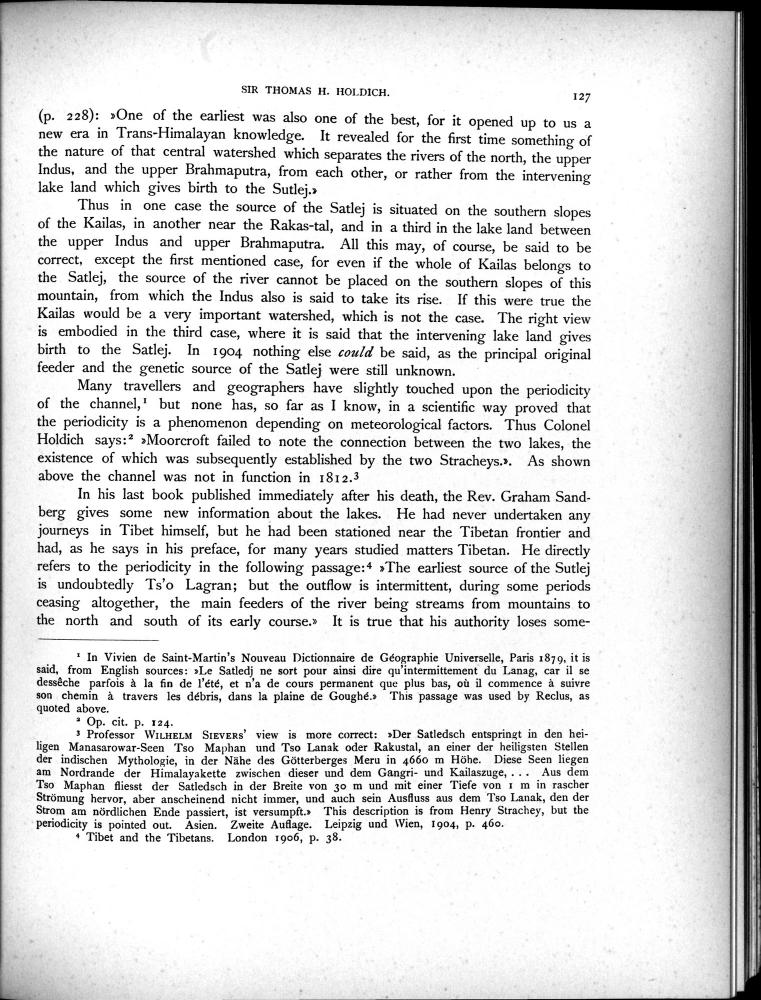 SIR THOMAS H. HOLDICH.
127
(p. 228): »One of the earliest was also one of the best, for it opened up to us a
new era in Trans-Himalayan knowledge. It revealed for the first time something of
the nature of that central watershed which separates the rivers of the north, the upper
Indus, and the upper Brahmaputra, from each other, or rather from the intervening
lake land which gives birth to the Sutlej.»
Thus in one case the source of the Satlej is situated on the southern slopes
of the Kailas, in another near the Rakas-tal, and in a third in the lake land between
the upper Indus and upper Brahmaputra. All this may, of course, be said to be
correct, except the first mentioned case, for even if the whole of Kailas belongs to
the Satlej, the source of the river cannot be placed on the southern slopes of this
mountain, from which the Indus also is said to take its rise. If this were true the
Kailas would be a very important watershed, which is not the case. The right view
is embodied in the third case, where it is said that the intervening lake land gives
birth to the Satlej. In 1904 nothing else could be said, as the principal original
feeder and the genetic source of the Satlej were still unknown.
Many travellers and geographers have slightly touched upon the periodicity
of the channel,¹ but none has, so far as I know, in a scientific way proved that
the periodicity is a phenomenon depending on meteorological factors. Thus Colonel
Holdich says:² »Moorcroft failed to note the connection between the two lakes, the
existence of which was subsequently established by the two Stracheys.». As shown
above the channel was not in function in 1812.³
In his last book published immediately after his death, the Rev. Graham Sand-
berg gives some new information about the lakes. He had never undertaken any
journeys in Tibet himself, but he had been stationed near the Tibetan frontier and
had, as he says in his preface, for many years studied matters Tibetan. He directly
refers to the periodicity in the following passage:⁴ »The earliest source of the Sutlej
is undoubtedly Ts'o Lagran; but the outflow is intermittent, during some periods
ceasing altogether, the main feeders of the river being streams from mountains to
the north and south of its early course.» It is true that his authority loses some-
¹ In Vivien de Saint-Martin's Nouveau Dictionnaire de Géographie Universelle, Paris 1879, it is
said, from English sources: »Le Satledj ne sort pour ainsi dire qu'intermittement du Lanag, car il se
dessêche parfois à la fin de l'été, et n'a de cours permanent que plus bas, où il commence à suivre
son chemin à travers les débris, dans la plaine de Goughé.» This passage was used by Reclus, as
quoted above.
² Op. cit. p. 124.
³ Professor WILHELM SIEVERS' view is more correct: »Der Satledsch entspringt in den hei-
ligen Manasarowar-Seen Tso Maphan und Tso Lanak oder Rakustal, an einer der heiligsten Stellen
der indischen Mythologie, in der Nähe des Götterberges Meru in 4660 m Höhe. Diese Seen liegen
am Nordrande der Himalayakette zwischen dieser und dem Gangri- und Kailaszuge, . . . Aus dem
Tso Maphan fliesst der Satledsch in der Breite von 30 m und mit einer Tiefe von 1 m in rascher
Strömung hervor, aber anscheinend nicht immer, und auch sein Ausfluss aus dem Tso Lanak, den der
Strom am nördlichen Ende passiert, ist versumpft.» This description is from Henry Strachey, but the
periodicity is pointed out. Asien. Zweite Auflage. Leipzig und Wien, 1904, p. 460.
⁴ Tibet and the Tibetans. London 1906, p. 38.